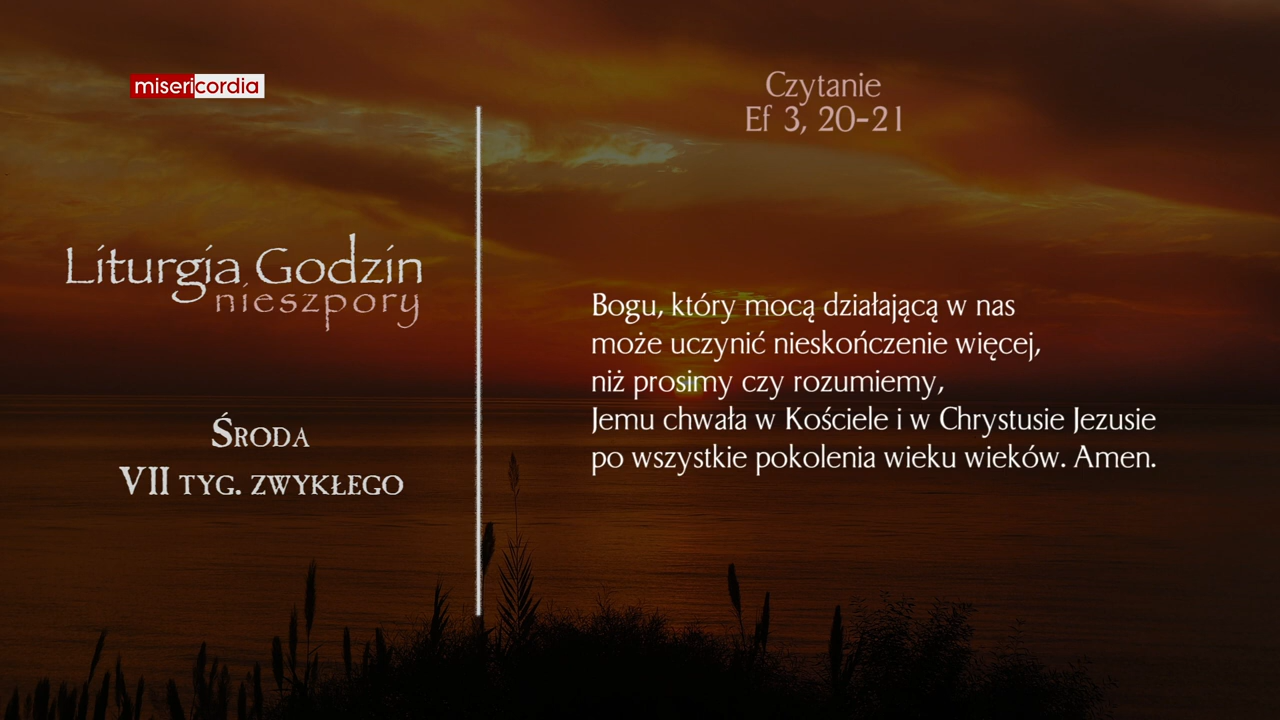 misericordia
Liturgia Godzin
nieszpory
Środa
VII tyg. zwykłego
Czytanie
Ef 3, 20-21
Bogu, który mocą działającą w nas
może uczynić nieskończenie więcej,
niż prosimy czy rozumiemy,
Jemu chwała w Kościele i w Chrystusie Jezusie
po wszystkie pokolenia wieku wieków. Amen.